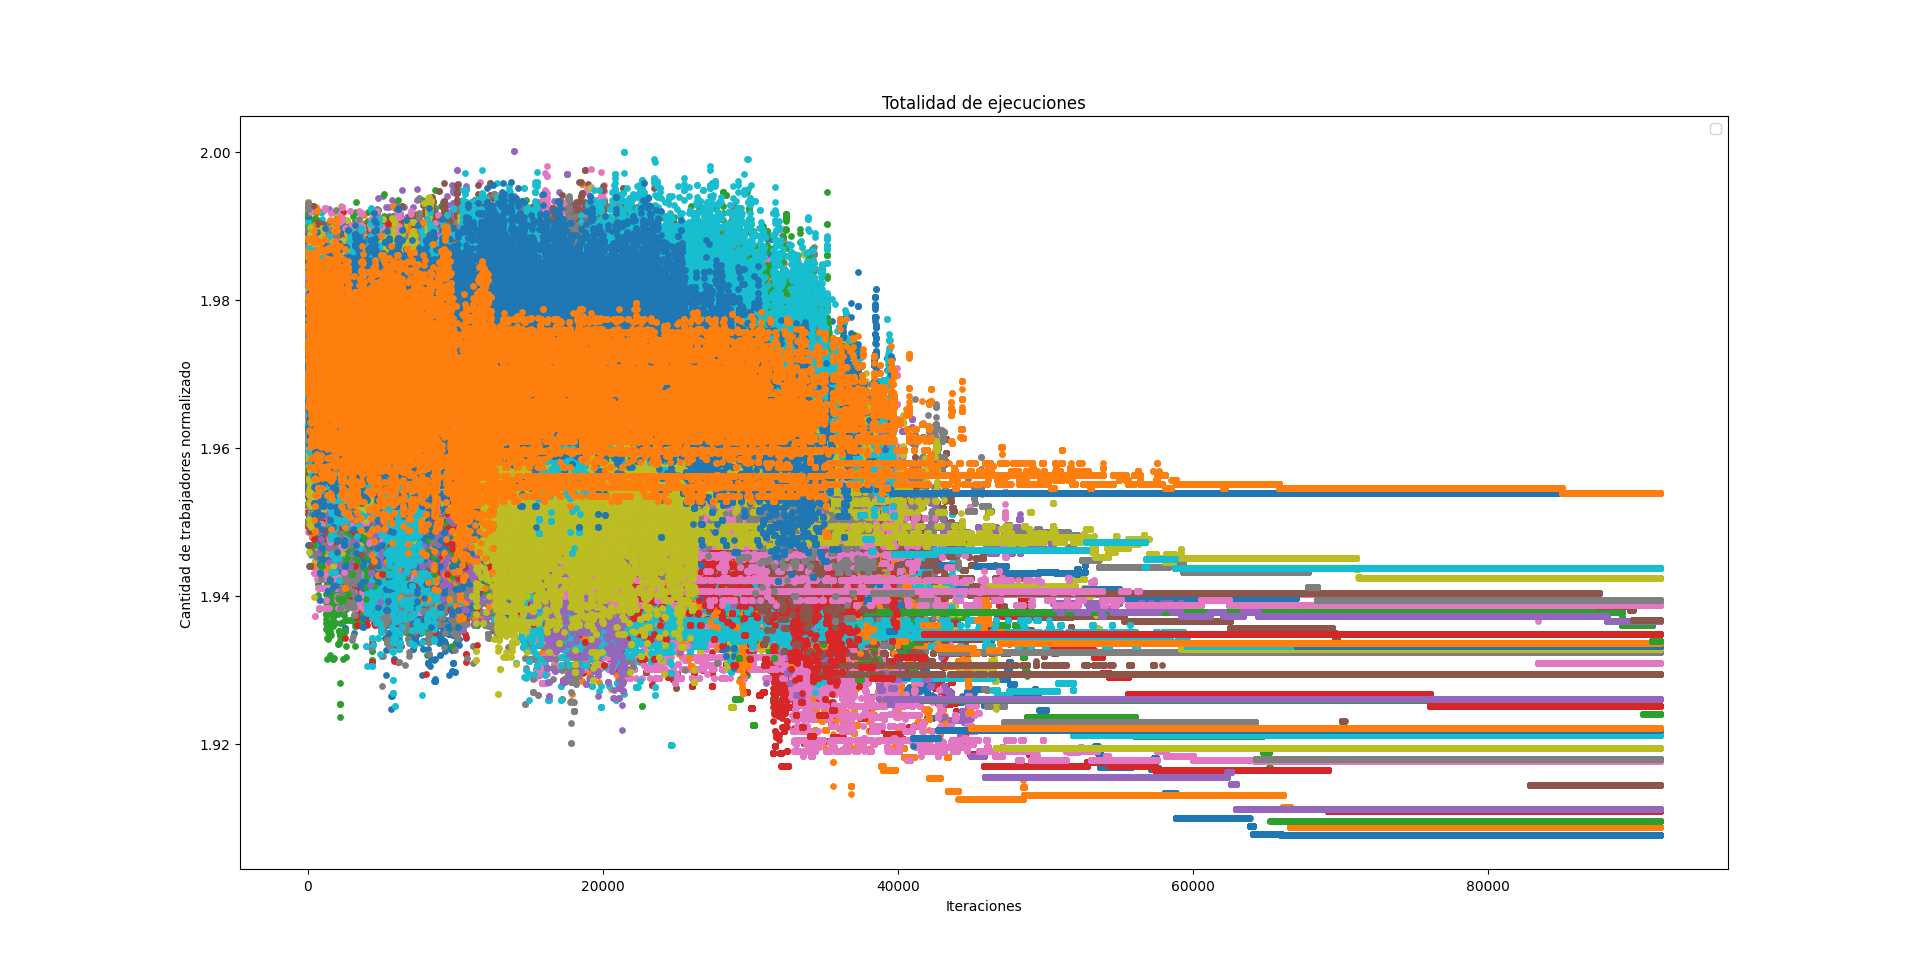 Totalidad de ejecuciones
2.00
1.98
1.96
1.94
1.92
Cantidad de trabajadores normalizado
0 20000 40000 60000 80000
Iteraciones